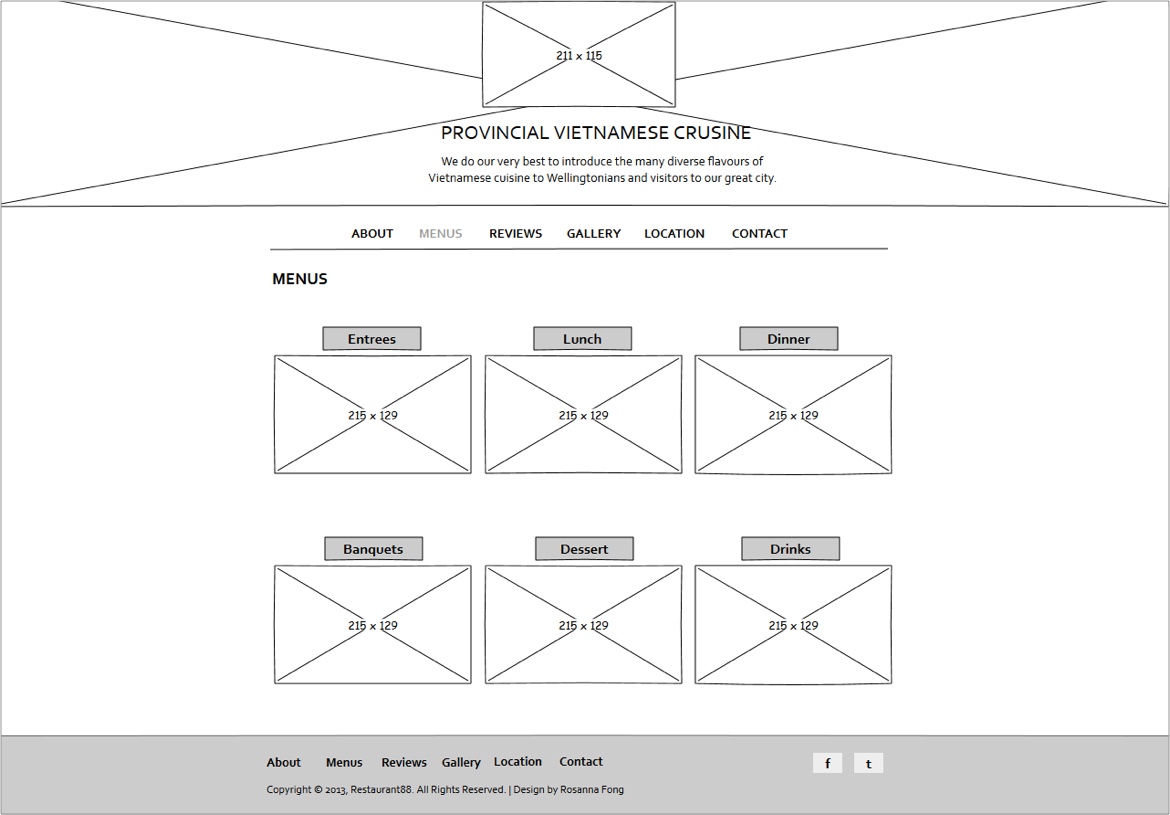 211 x 115
PROVINCIAL VIETNAMESE CRUSINE
We do our very best to introduce the many diverse flavours of
Vietnamese cuisine to Wellingtonians and visitors to our great city.
ABOUT MENUS REVIEWS GALLERY LOCATION CONTACT
MENUS
Entrees Lunch Dinner
215 x 129 215 x 129 215 x 129
Banquets Dessert Drinks
215 x 129 215 x 129 215 x 129
About Menus Reviews Gallery Location Contact f t
Copyright © 2013, Restaurant88. All Rights Reserved. | Design by Rosanna Fong